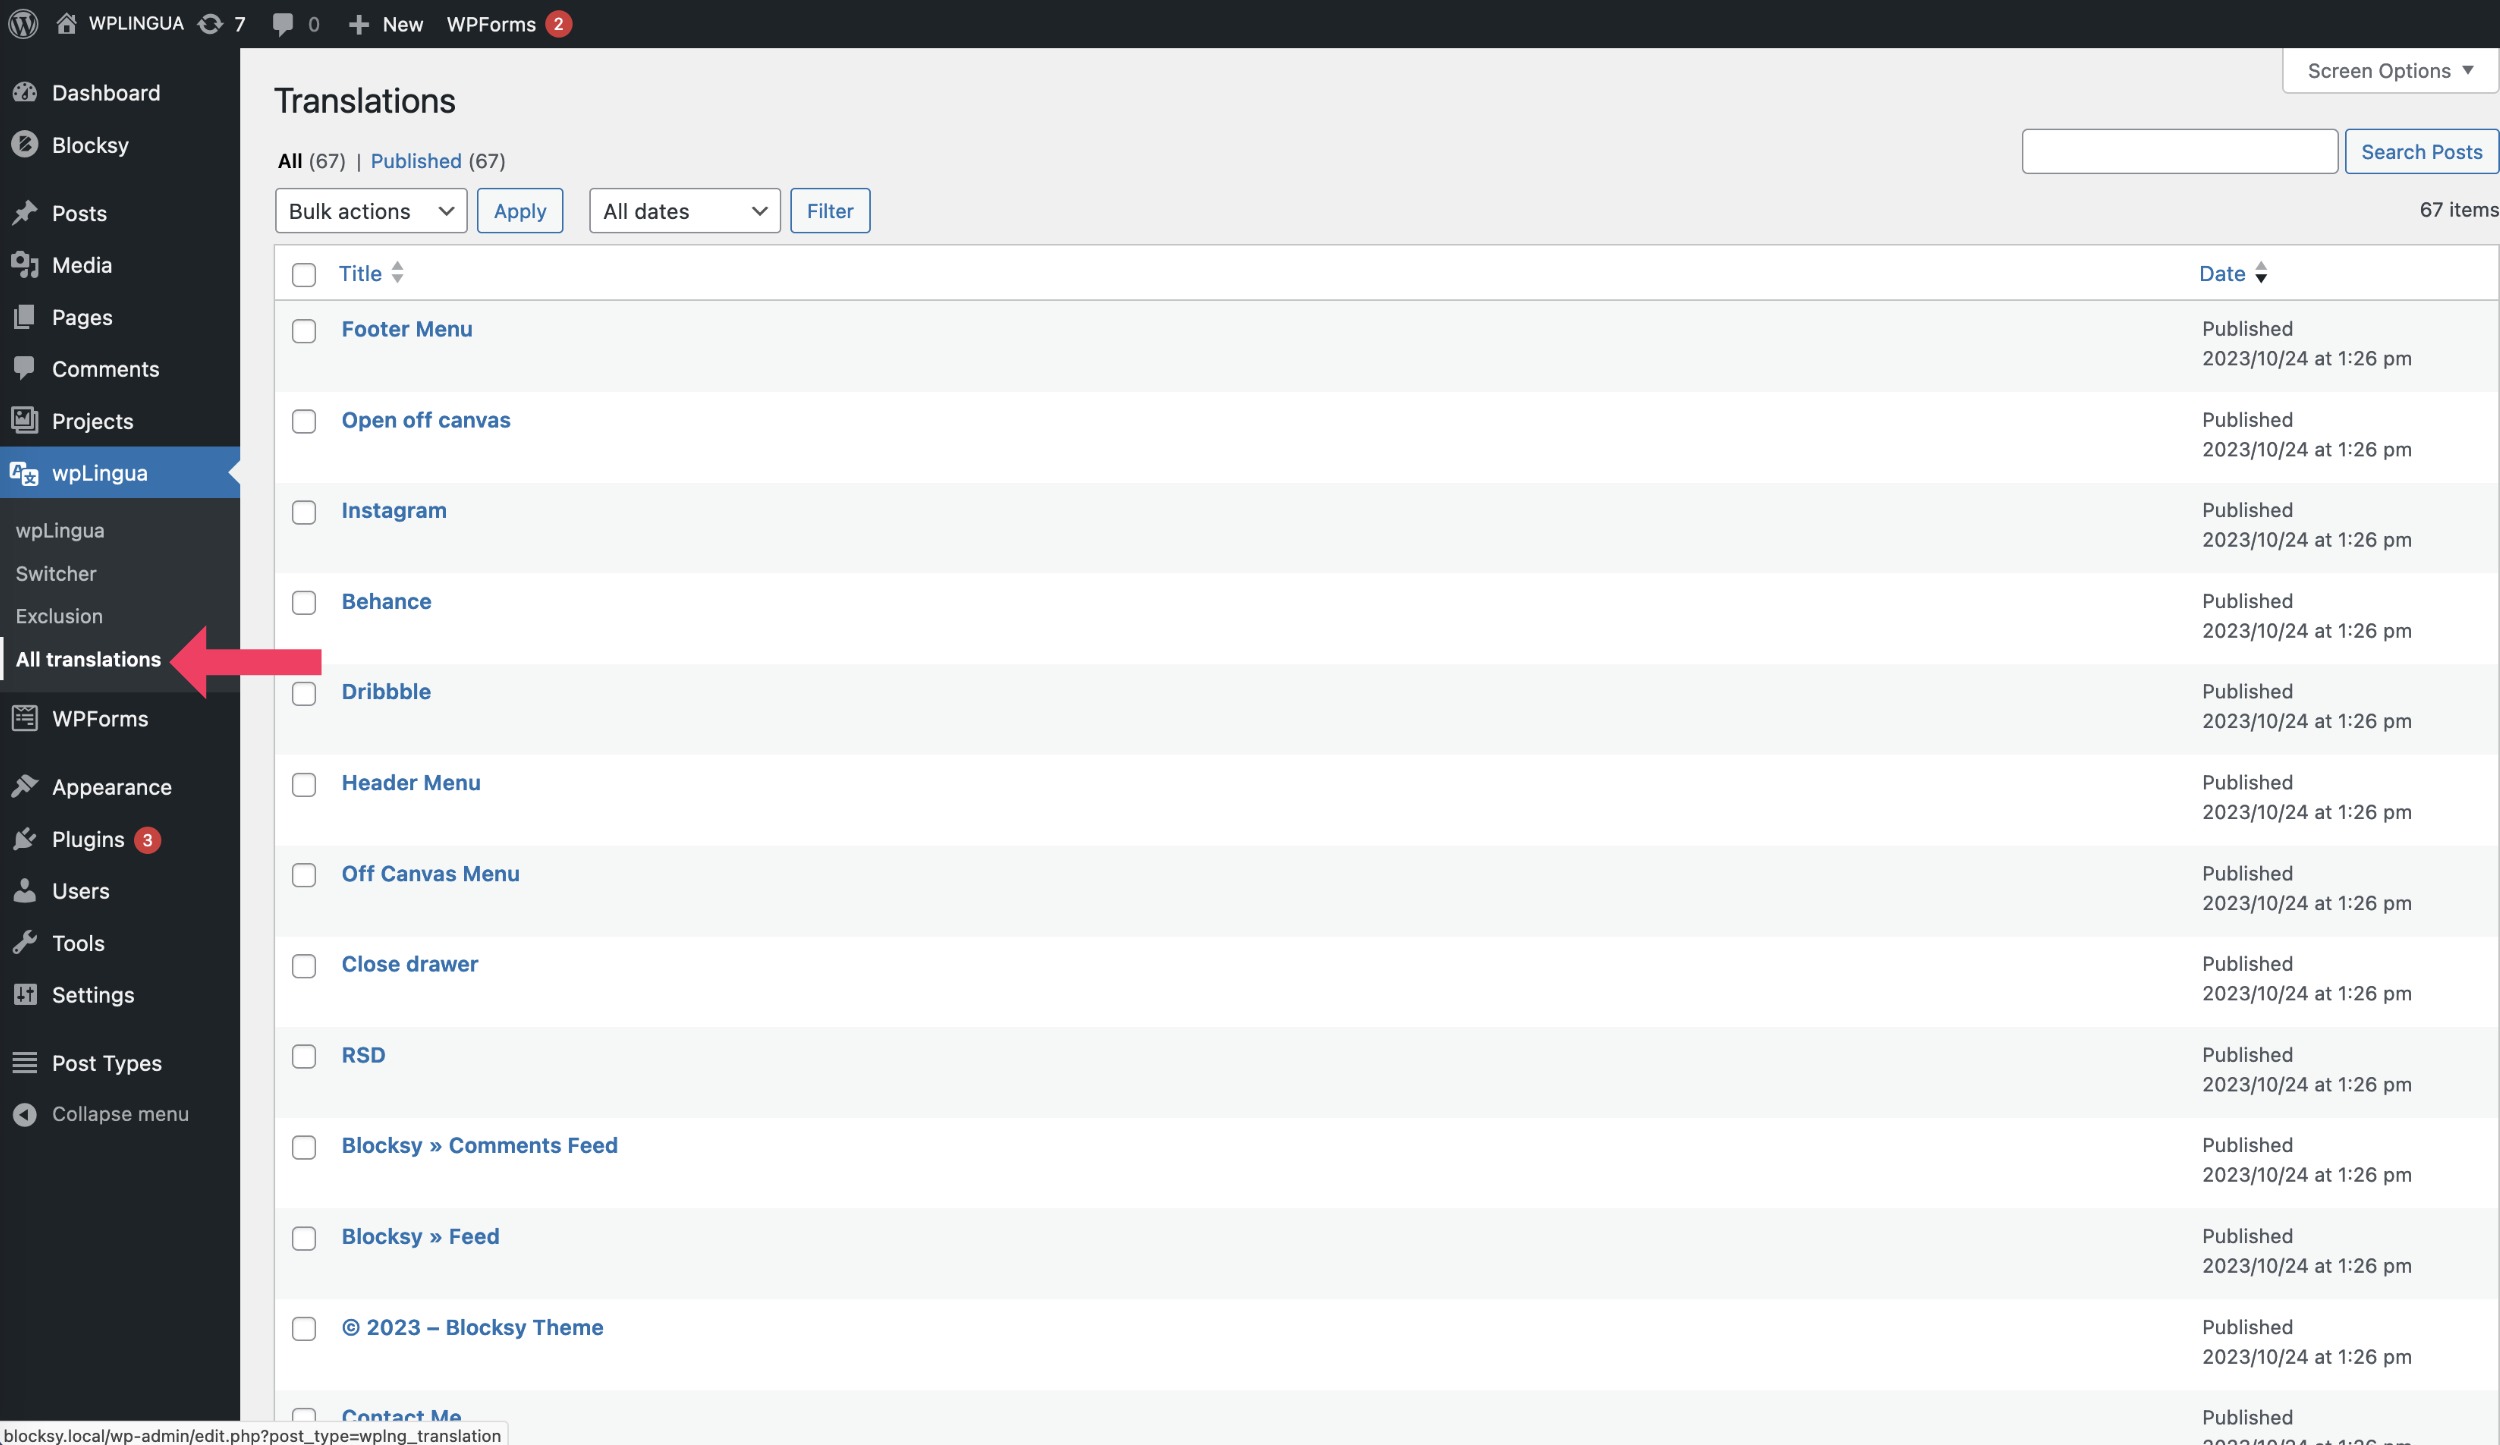 WPLINGUA 7 0 New WPForms 2
Dashboard
Blocksy
Posts
Media
Pages
Comments
Projects
wpLingua
wpLingua
Switcher
Exclusion
All translations
WPForms
Appearance
Plugins 3
Users
Tools
Settings
Post Types
Collapse menu
Screen Options
Translations
All (67) | Published (67)
Search Posts
Bulk actions Apply All dates Filter
67 items
Title Date
Footer Menu Published
2023/10/24 at 1:26 pm
Open off canvas Published
2023/10/24 at 1:26 pm
Instagram Published
2023/10/24 at 1:26 pm
Behance Published
2023/10/24 at 1:26 pm
Dribbble Published
2023/10/24 at 1:26 pm
Header Menu Published
2023/10/24 at 1:26 pm
Off Canvas Menu Published
2023/10/24 at 1:26 pm
Close drawer Published
2023/10/24 at 1:26 pm
RSD Published
2023/10/24 at 1:26 pm
Blocksy » Comments Feed Published
2023/10/24 at 1:26 pm
Blocksy » Feed Published
2023/10/24 at 1:26 pm
© 2023 – Blocksy Theme Published
2023/10/24 at 1:26 pm
Contact Me Published
blocksy.local/wp-admin/edit.php?post_type=wplng_translation